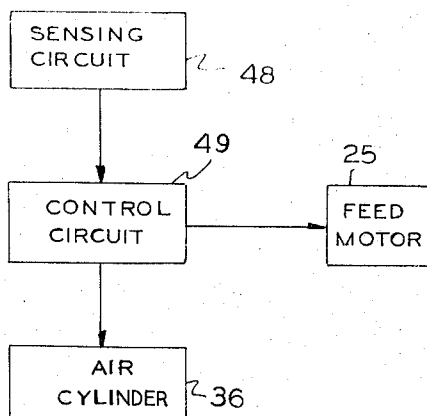 SENSING
CIRCUIT
48
49
CONTROL
CIRCUIT
25
FEED
MOTOR
AIR
CYLINDER
36